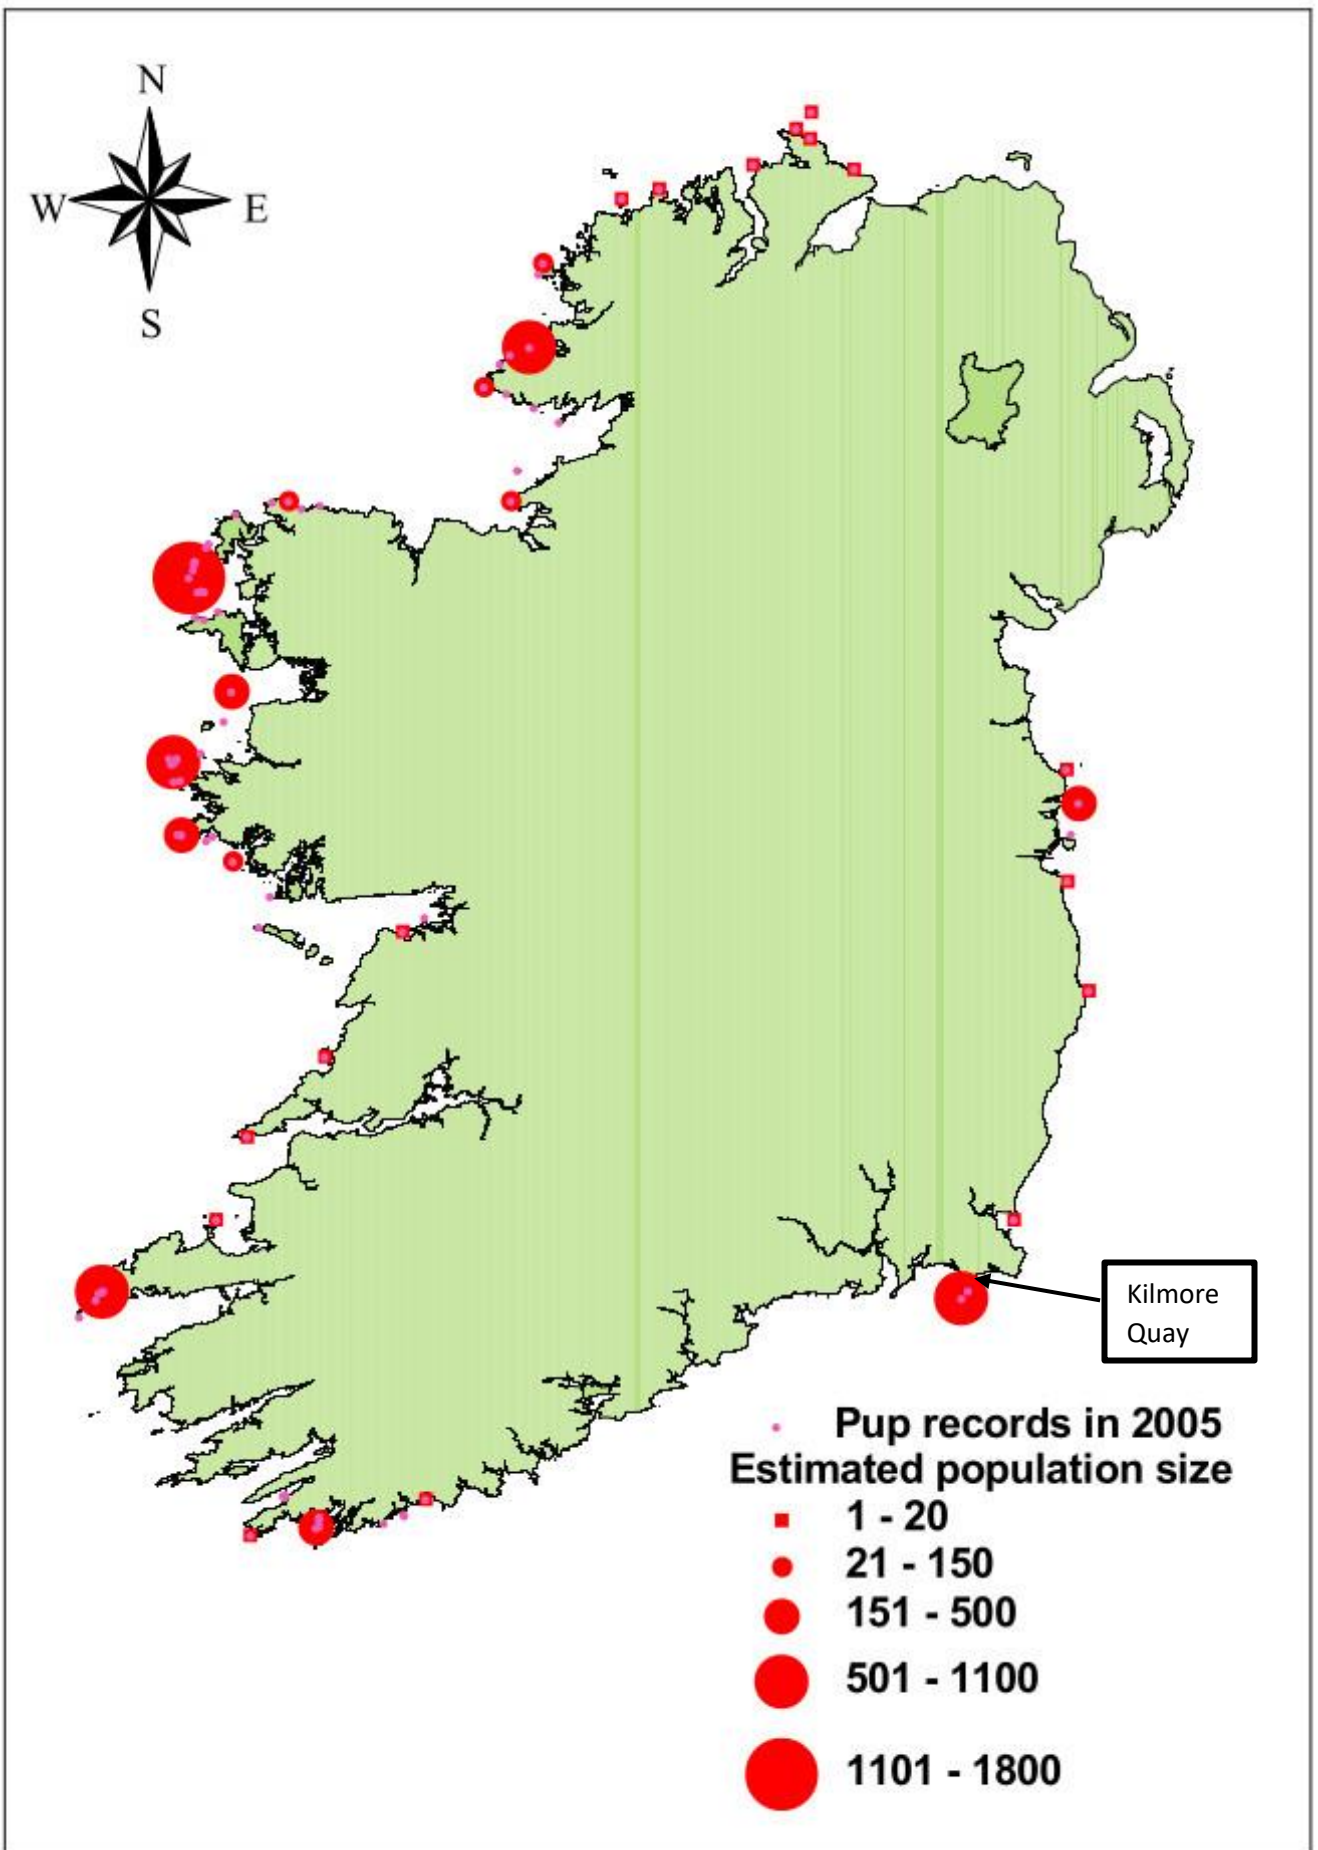 N
W
E
S
Kilmore
Quay
Pup records in 2005
Estimated population size
1 - 20
21 - 150
151 - 500
501 - 1100
1101 - 1800